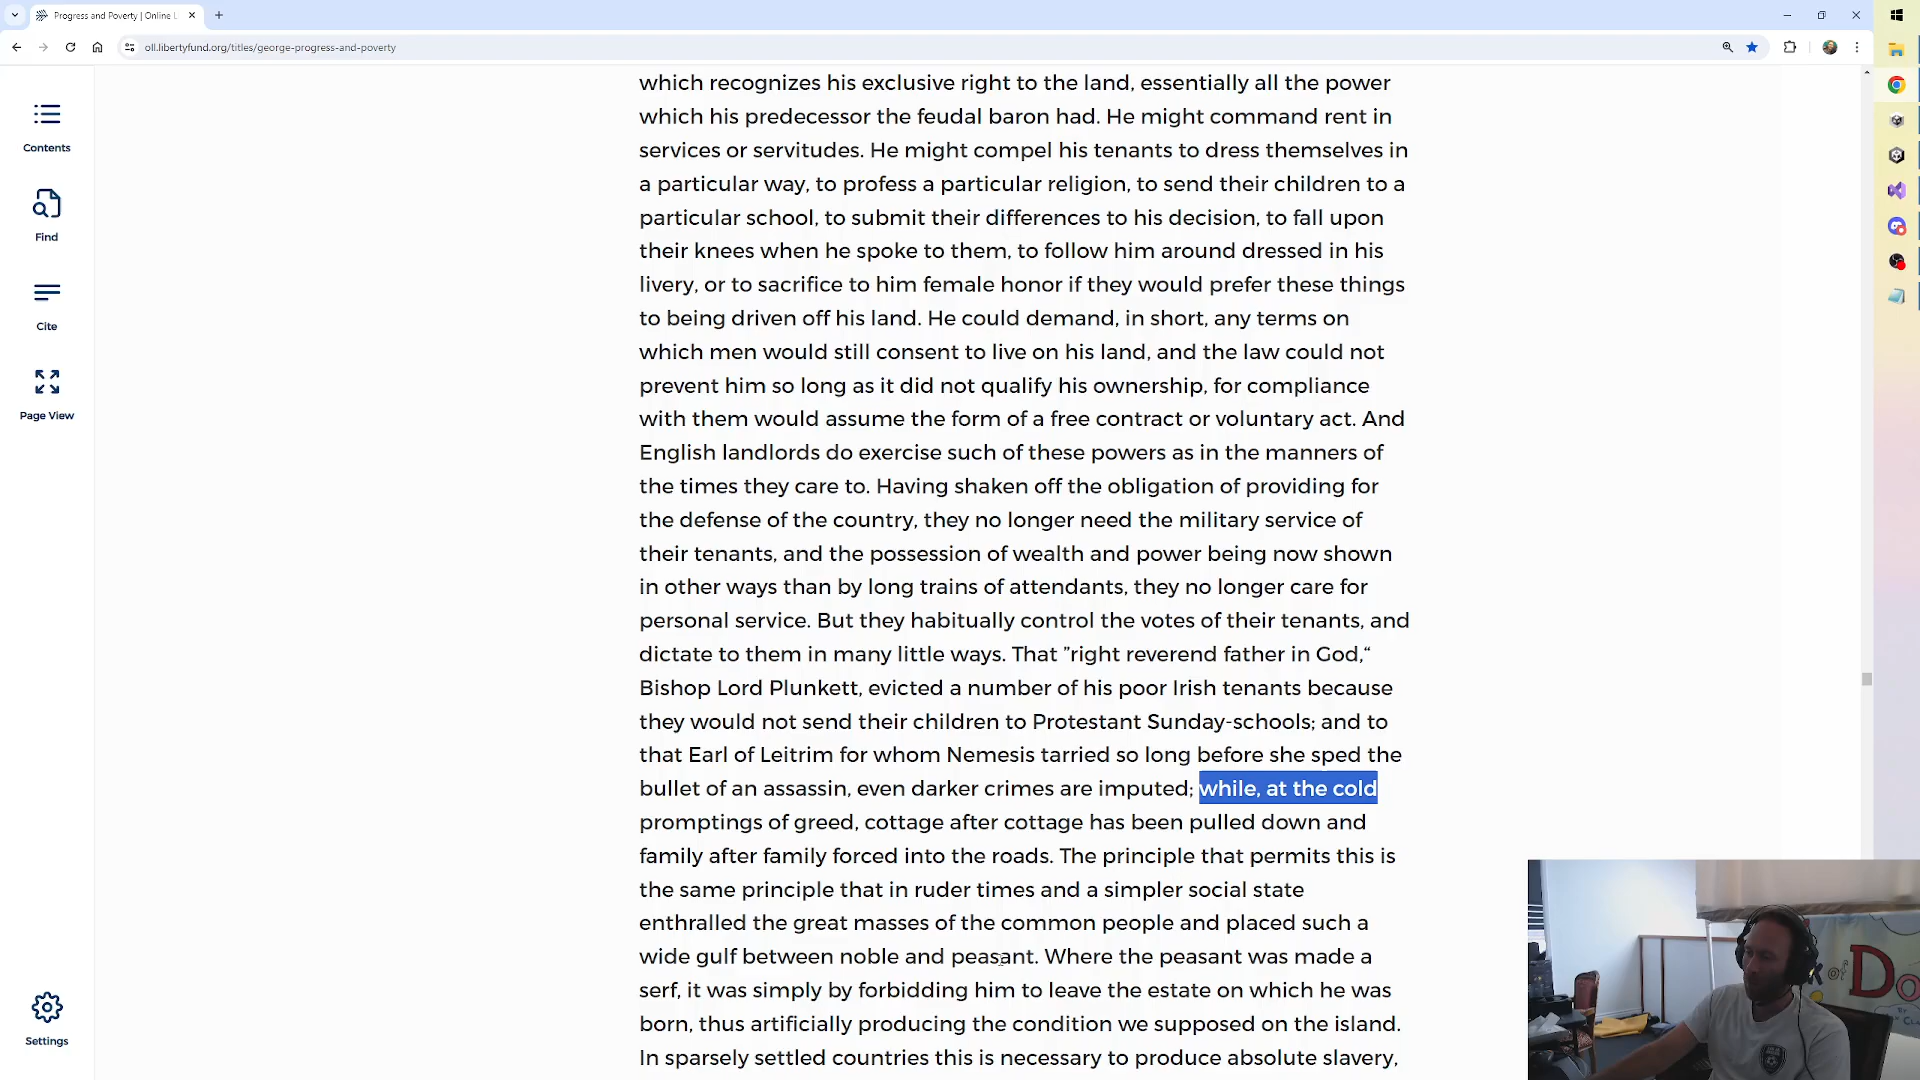 Progress and Poverty | Online L
oll.libertyfund.org/titles/george-progress-and-poverty
Contents
Find
Cite
Page View
Settings
which recognizes his exclusive right to the land, essentially all the power
which his predecessor the feudal baron had. He might command rent in
services or servitudes. He might compel his tenants to dress themselves in
a particular way, to profess a particular religion, to send their children to a
particular school, to submit their differences to his decision, to fall upon
their knees when he spoke to them, to follow him around dressed in his
livery, or to sacrifice to him female honor if they would prefer these things
to being driven off his land. He could demand, in short, any terms on
which men would still consent to live on his land, and the law could not
prevent him so long as it did not qualify his ownership, for compliance
with them would assume the form of a free contract or voluntary act. And
English landlords do exercise such of these powers as in the manners of
the times they care to. Having shaken off the obligation of providing for
the defense of the country, they no longer need the military service of
their tenants, and the possession of wealth and power being now shown
in other ways than by long trains of attendants, they no longer care for
personal service. But they habitually control the votes of their tenants, and
dictate to them in many little ways. That ”right reverend father in God,“
Bishop Lord Plunkett, evicted a number of his poor Irish tenants because
they would not send their children to Protestant Sunday-schools; and to
that Earl of Leitrim for whom Nemesis tarried so long before she sped the
bullet of an assassin, even darker crimes are imputed; while, at the cold
promptings of greed, cottage after cottage has been pulled down and
family after family forced into the roads. The principle that permits this is
the same principle that in ruder times and a simpler social state
enthralled the great masses of the common people and placed such a
wide gulf between noble and peasant. Where the peasant was made a
serf, it was simply by forbidding him to leave the estate on which he was
born, thus artificially producing the condition we supposed on the island.
In sparsely settled countries this is necessary to produce absolute slavery,